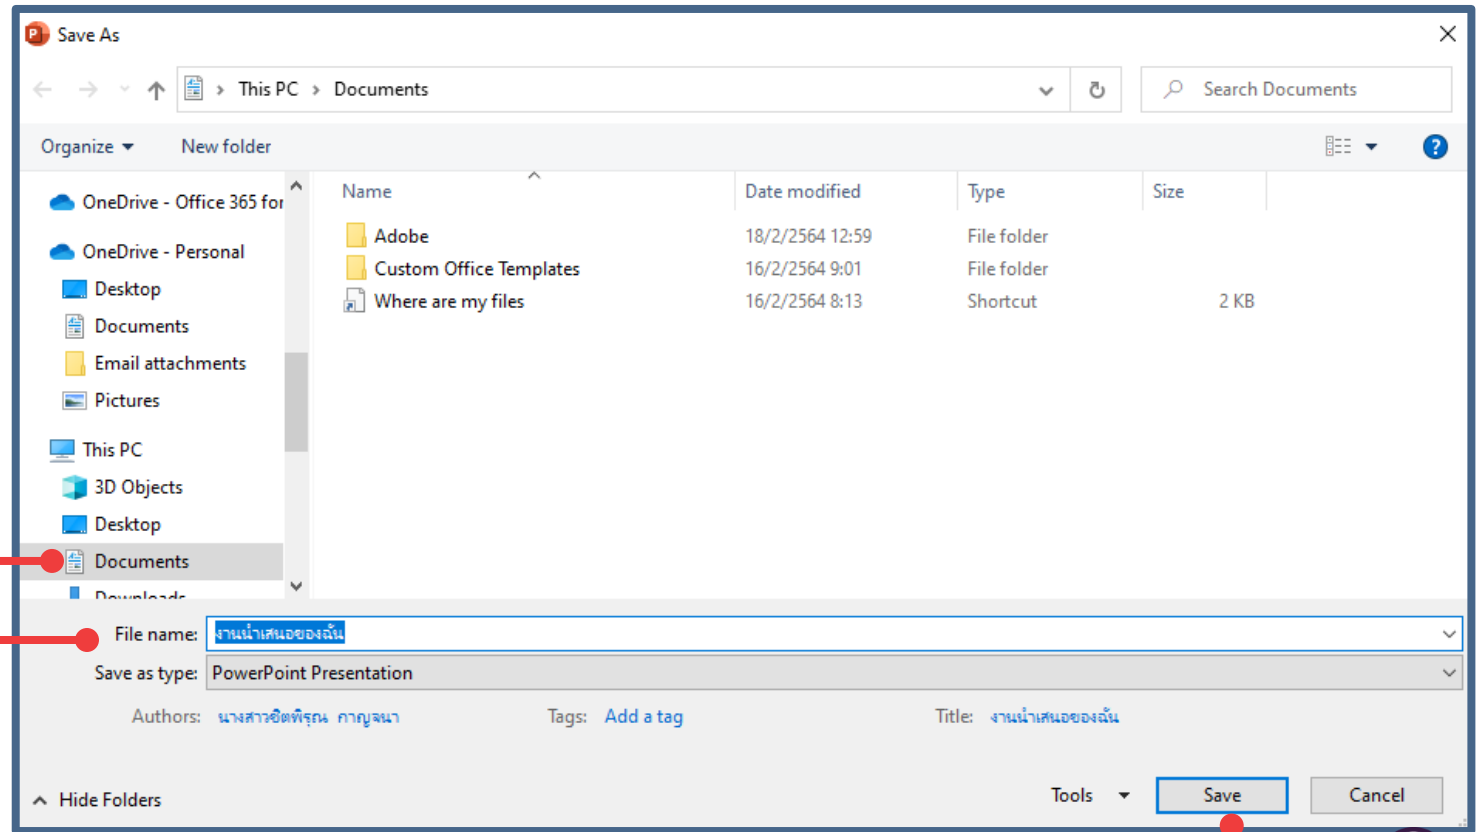 Save As
This PC > Documents
Search Documents
Organize
New folder
Name
Date modified
Type
Size
OneDrive - Office 365 for
OneDrive - Personal
Desktop
Documents
Email attachments
Pictures
This PC
3D Objects
Desktop
Documents
Downloads
Adobe 18/2/2564 12:59 File folder
Custom Office Templates 16/2/2564 9:01 File folder
Where are my files 16/2/2564 8:13 Shortcut 2 KB
File name: งานนำเสนอของฉัน
Save as type: PowerPoint Presentation
Authors: นางสาวชิตพิรุณ กาญจนา Tags: Add a tag Title: งานนำเสนอของฉัน
Hide Folders
Tools
Save
Cancel